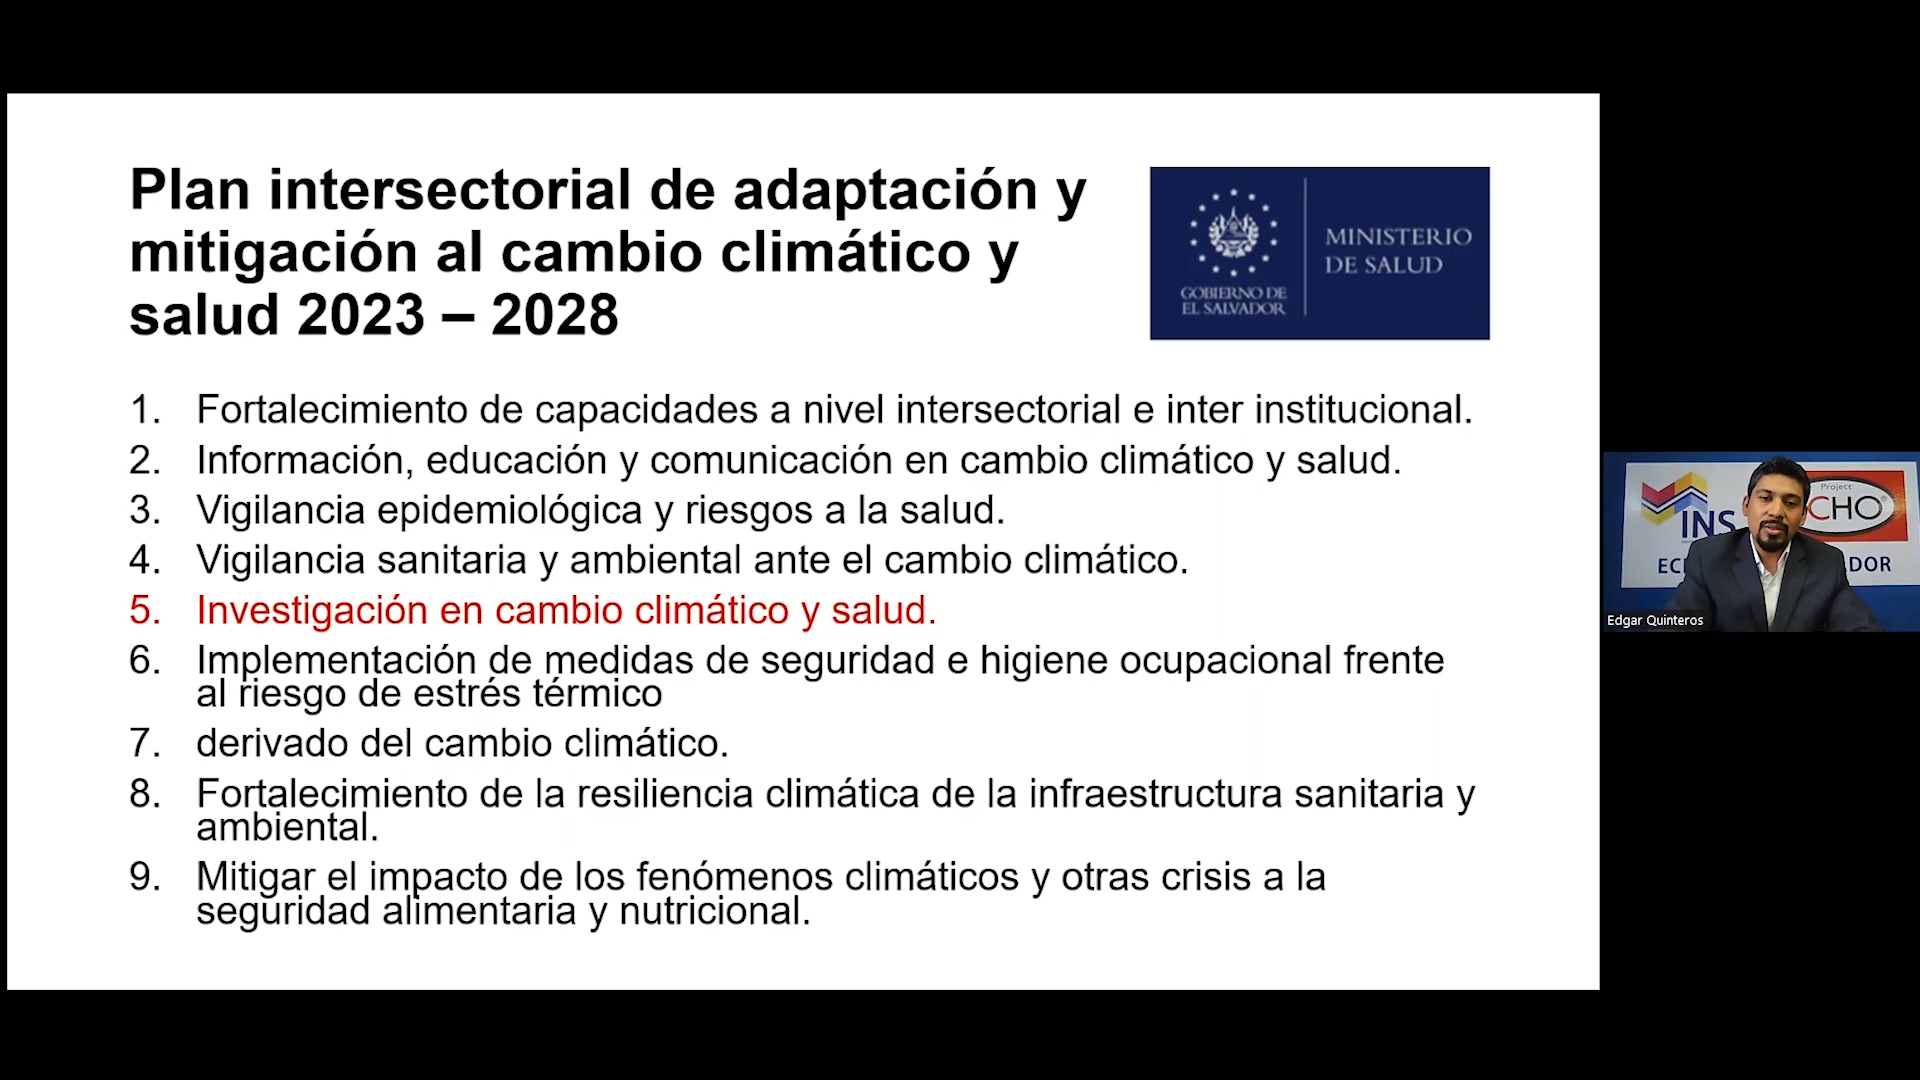 Plan intersectorial de adaptación y
mitigación al cambio climático y
salud 2023 – 2028
GOBIERNO DE
EL SALVADOR
MINISTERIO
DE SALUD
1. Fortalecimiento de capacidades a nivel intersectorial e inter institucional.
2. Información, educación y comunicación en cambio climático y salud.
3. Vigilancia epidemiológica y riesgos a la salud.
4. Vigilancia sanitaria y ambiental ante el cambio climático.
5. Investigación en cambio climático y salud.
6. Implementación de medidas de seguridad e higiene ocupacional frente
al riesgo de estrés térmico
7. derivado del cambio climático.
8. Fortalecimiento de la resiliencia climática de la infraestructura sanitaria y
ambiental.
9. Mitigar el impacto de los fenómenos climáticos y otras crisis a la
seguridad alimentaria y nutricional.
INS
Project
CHO
EC
DOR
Edgar Quinteros